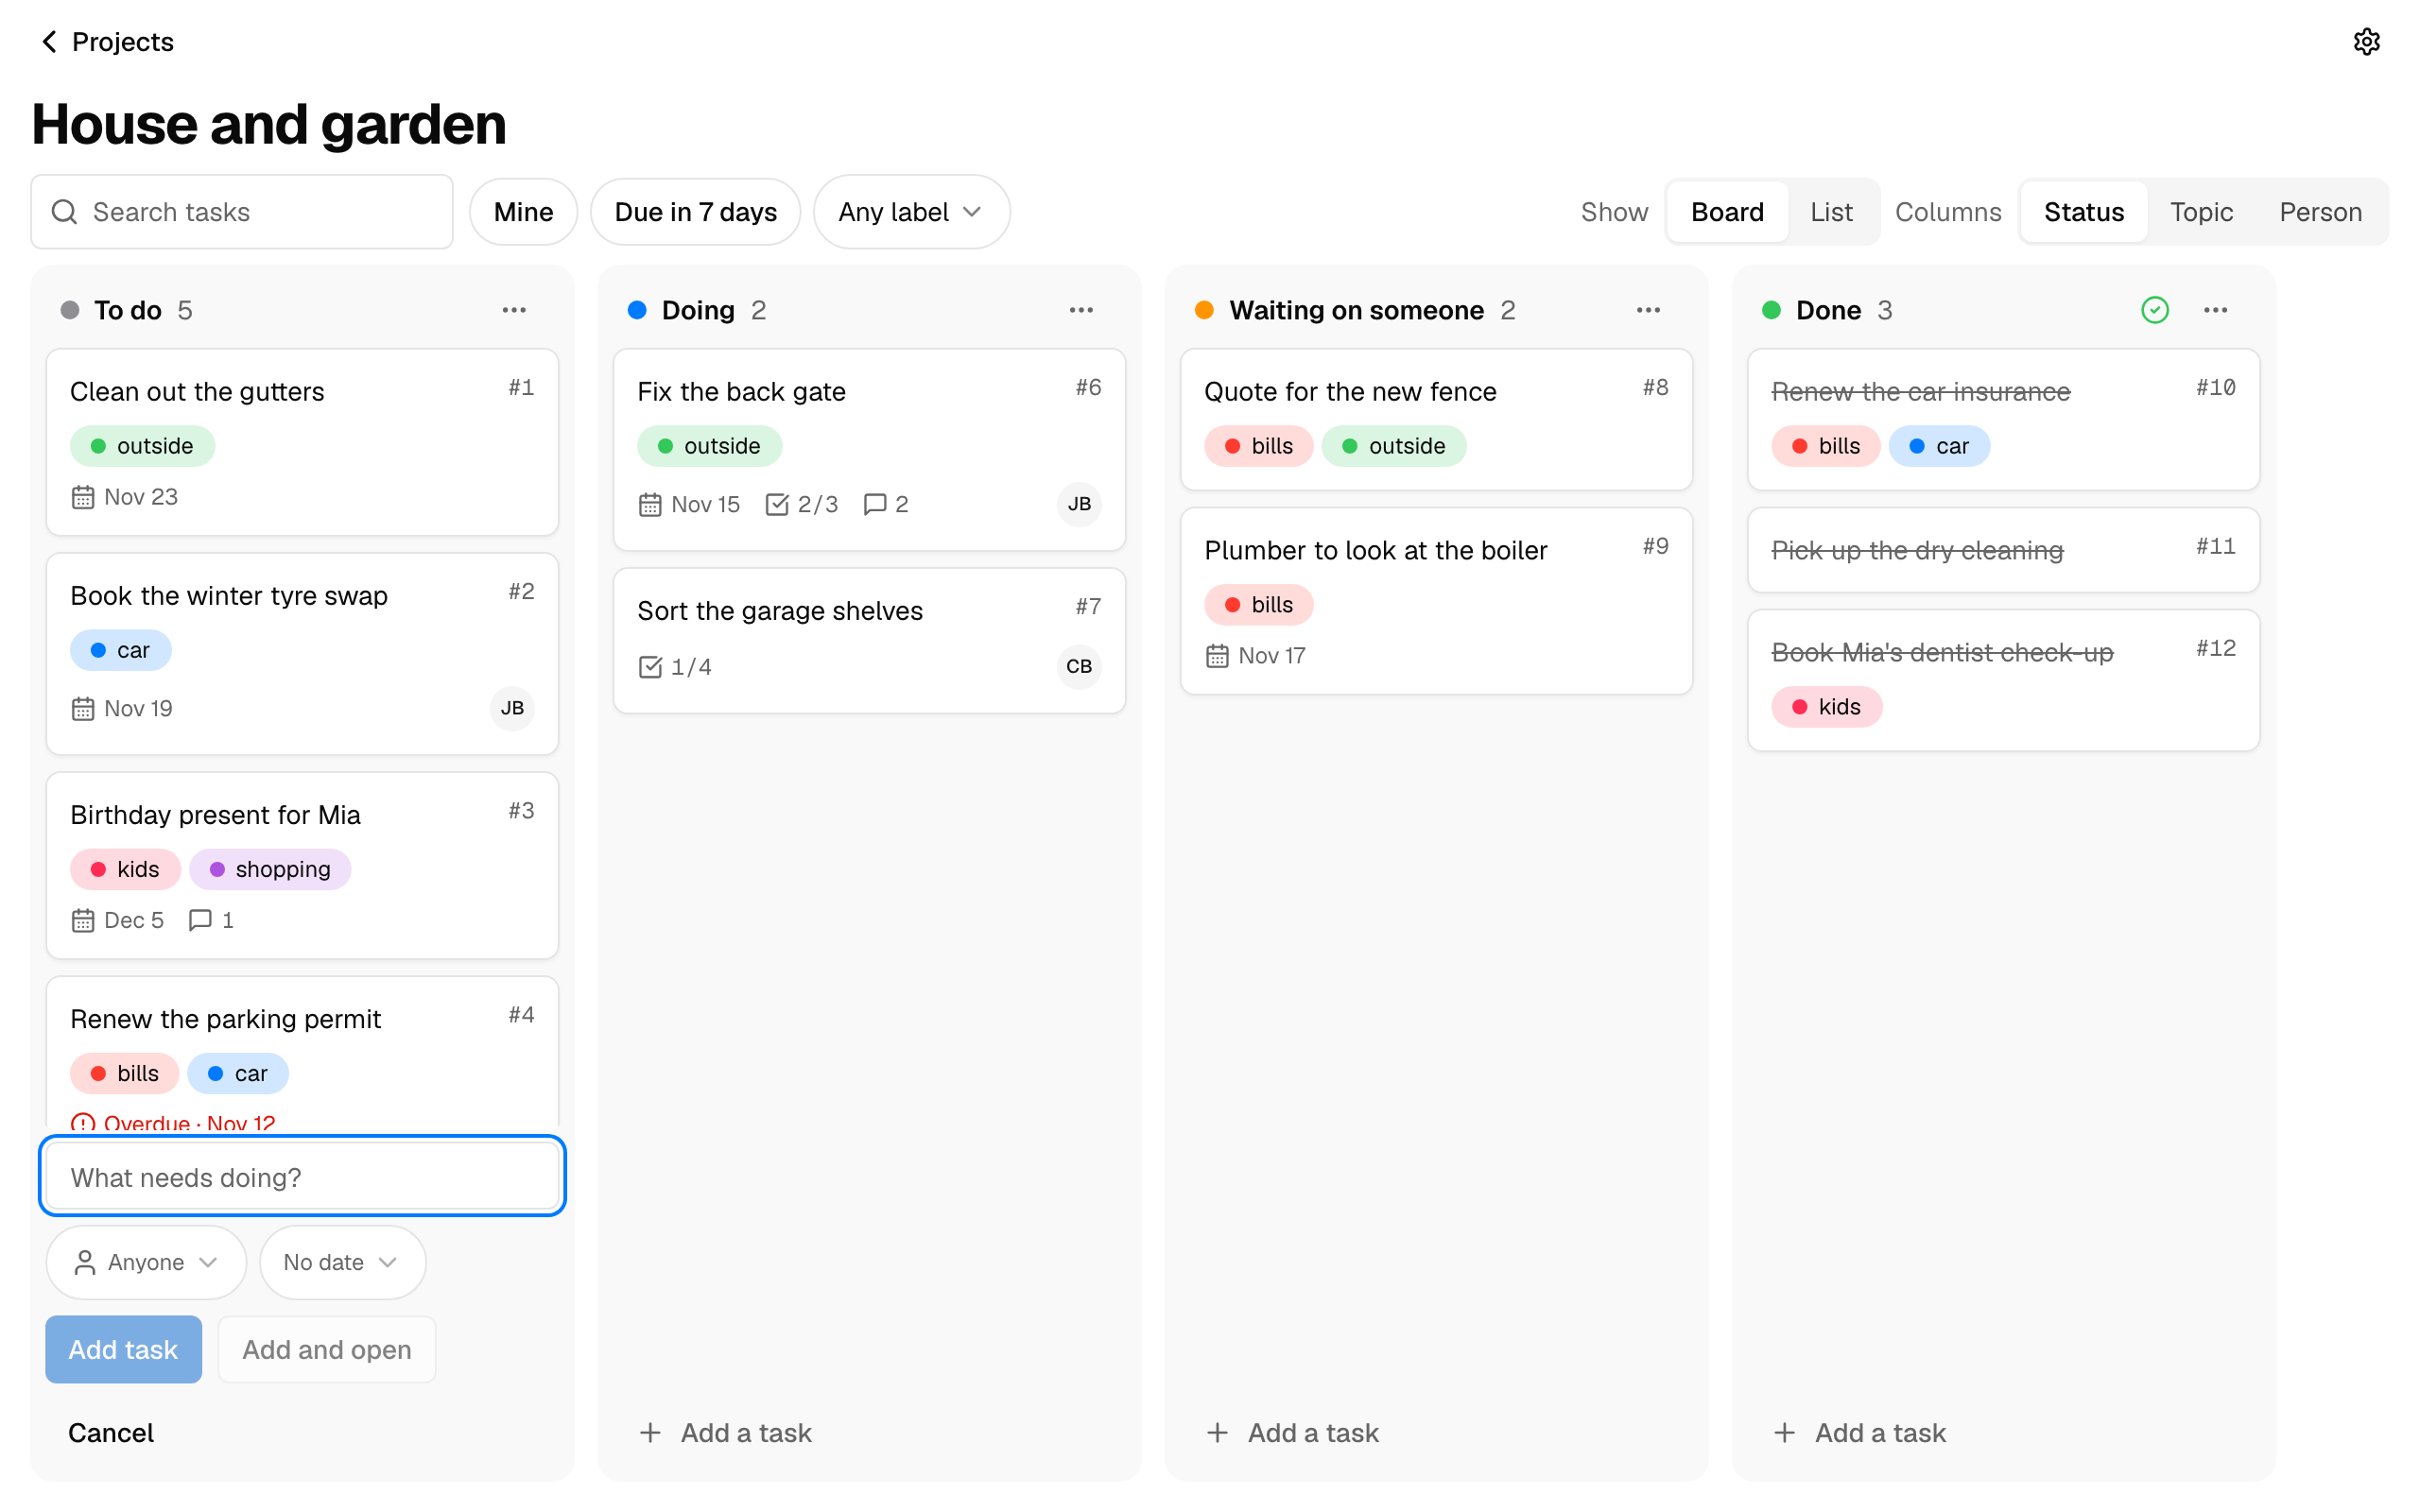 Projects
House and garden
Search tasks
Mine
Due in 7 days
Any label
Show
Board
List
Columns
Status
Topic
Person
To do 5
Clean out the gutters #1
outside
Nov 23
Book the winter tyre swap #2
car
Nov 19 JB
Birthday present for Mia #3
kids shopping
Dec 5 1
Renew the parking permit #4
bills car
Overdue · Nov 12
What needs doing?
Anyone No date
Add task Add and open
Cancel
Doing 2
Fix the back gate #6
outside
Nov 15 2/3 2 JB
Sort the garage shelves #7
1/4 CB
Add a task
Waiting on someone 2
Quote for the new fence #8
bills outside
Plumber to look at the boiler #9
bills
Nov 17
Add a task
Done 3
Renew the car insurance #10
bills car
Pick up the dry cleaning #11
Book Mia's dentist check-up #12
kids
Add a task